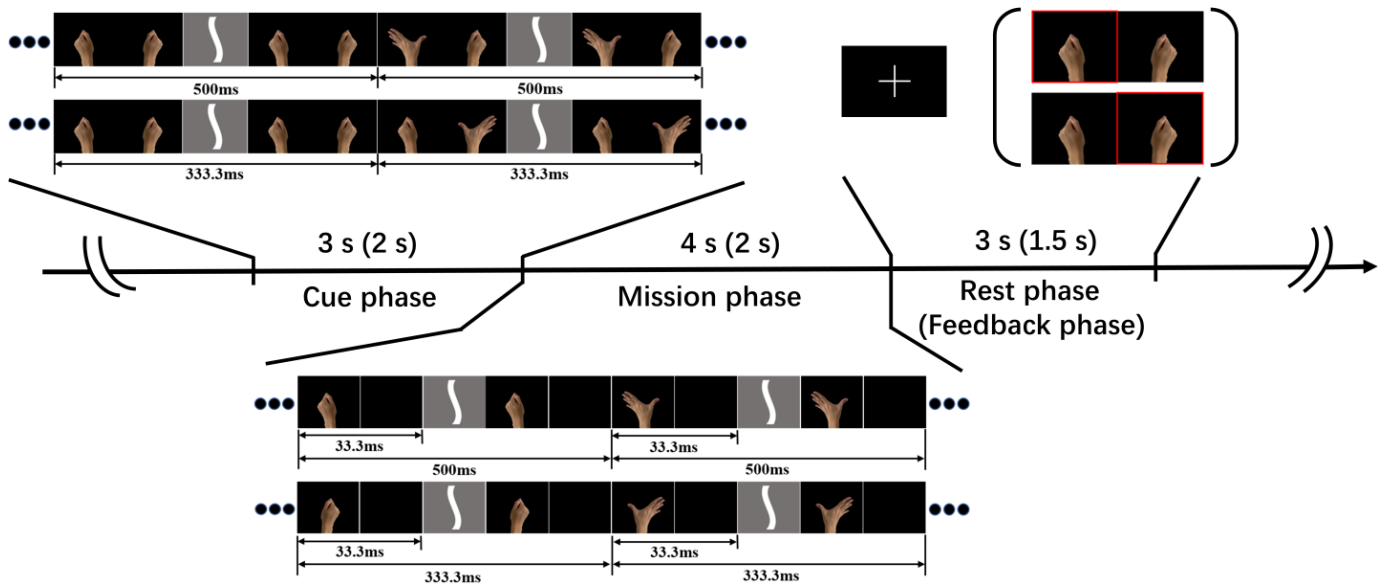 500ms 500ms
333.3ms 333.3ms
3 s (2 s) 4 s (2 s) 3 s (1.5 s)
Cue phase Mission phase Rest phase
(Feedback phase)
33.3ms 33.3ms
500ms 500ms
33.3ms 33.3ms
333.3ms 333.3ms